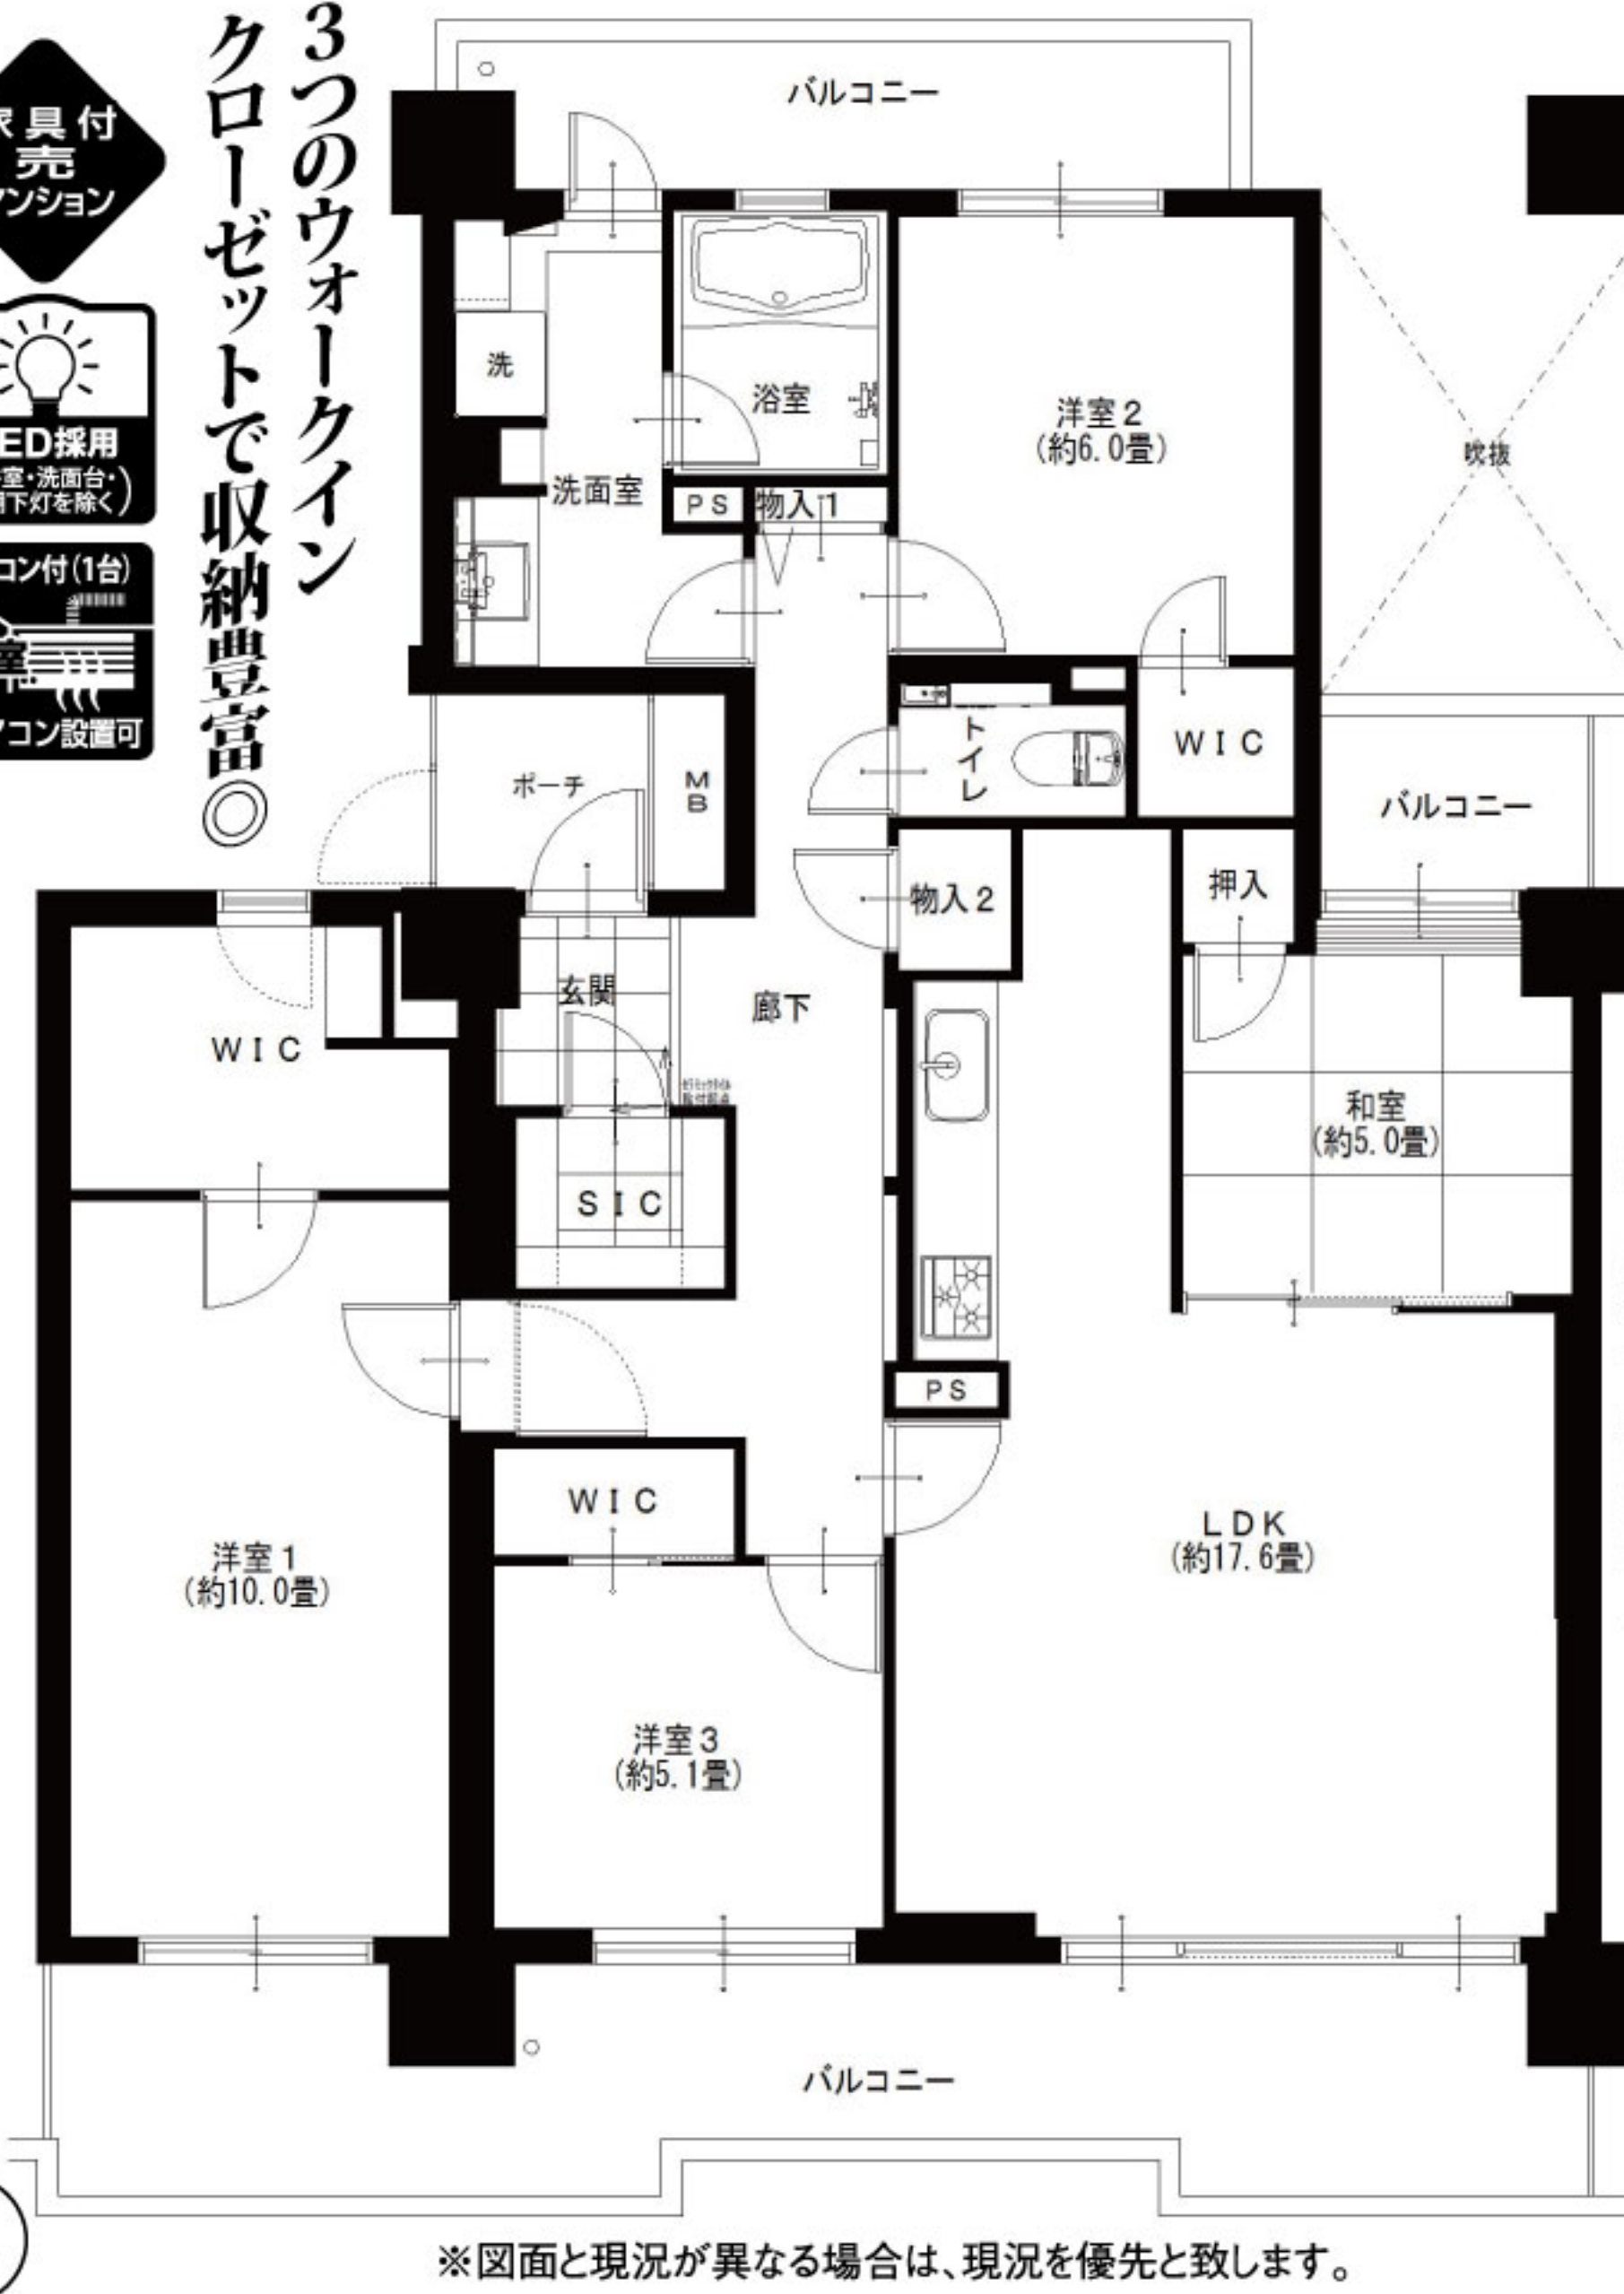 3つのウォークイン
クローゼットで収納豊富◎
家具付
売
マンション
LED採用
室・洗面台・
下灯を除く)
コン付(1台)
室
コン設置可
バルコニー
洗
浴室
洋室2
(約6.0畳)
吹抜
洗面室
PS
物入1
トイレ
WIC
ポーチ
MB
バルコニー
物入2
押入
玄関
廊下
WIC
和室
(約5.0畳)
SIC
PS
WIC
LDK
(約17.6畳)
洋室1
(約10.0畳)
洋室3
(約5.1畳)
バルコニー
※図面と現況が異なる場合は、現況を優先と致します。